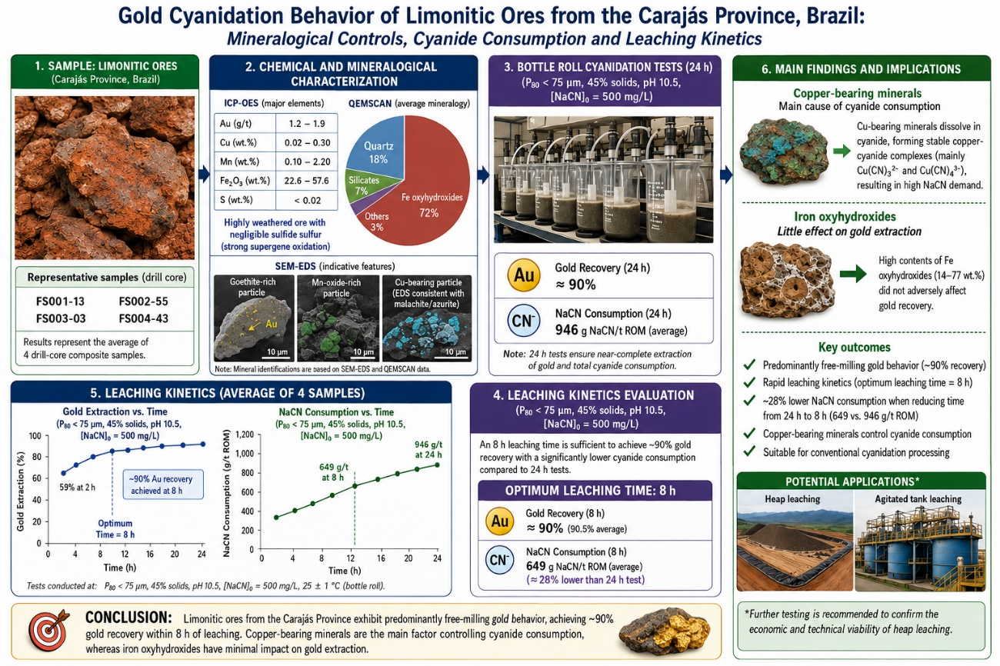 Gold Cyanidation Behavior of Limonitic Ores from the Carajás Province, Brazil:
Mineralogical Controls, Cyanide Consumption and Leaching Kinetics
1. SAMPLE: LIMONITIC ORES
(Carajás Province, Brazil)
Representative samples (drill core)
FS001-13 FS002-55
FS003-03 FS004-43
Results represent the average of
4 drill-core composite samples.
2. CHEMICAL AND MINERALOGICAL
CHARACTERIZATION
ICP-OES (major elements)
Au (g/t) 1.2 – 1.9
Cu (wt.%) 0.02 – 0.30
Mn (wt.%) 0.10 – 2.20
Fe₂O₃ (wt.%) 22.6 – 57.6
S (wt.%) < 0.02
Highly weathered ore with
negligible sulfide sulfur
(strong supergene oxidation)
QEMSCAN (average mineralogy)
Quartz
18%
Silicates
7%
Others
3%
Fe oxyhydroxides
72%
SEM-EDS (indicative features)
Goethite-rich
particle
Au
10 µm
Mn-oxide-rich
particle
10 µm
Cu-bearing particle
(EDS consistent with
malachite/azurite)
10 µm
Note: Mineral identifications are based on SEM-EDS and QEMSCAN data.
3. BOTTLE ROLL CYANIDATION TESTS (24 h)
(P₈₀ < 75 µm, 45% solids, pH 10.5,
[NaCN]₀ = 500 mg/L)
Au
Gold Recovery (24 h)
≈ 90%
CN⁻
NaCN Consumption (24 h)
946 g NaCN/t ROM (average)
Note: 24 h tests ensure near-complete extraction
of gold and total cyanide consumption.
5. LEACHING KINETICS (AVERAGE OF 4 SAMPLES)
Gold Extraction vs. Time
(P₈₀ < 75 µm, 45% solids, pH 10.5,
[NaCN]₀ = 500 mg/L)
Gold Extraction (%)
100
80
60
40
20
0
59% at 2 h
~90% Au recovery
achieved at 8 h
Optimum
Time = 8 h
0 4 8 12 16 20 24
Time (h)
NaCN Consumption vs. Time
(P₈₀ < 75 µm, 45% solids, pH 10.5,
[NaCN]₀ = 500 mg/L)
NaCN Consumption (g/t ROM)
1,200
1,000
800
600
400
200
0
649 g/t
at 8 h
946 g/t
at 24 h
0 4 8 12 16 20 24
Time (h)
Tests conducted at: P₈₀ < 75 µm, 45% solids, pH 10.5, [NaCN]₀ = 500 mg/L, 25 ± 1 °C (bottle roll).
4. LEACHING KINETICS EVALUATION
(P₈₀ < 75 µm, 45% solids, pH 10.5,
[NaCN]₀ = 500 mg/L)
An 8 h leaching time is sufficient to achieve ~90% gold
recovery with a significantly lower cyanide consumption
compared to 24 h tests.
OPTIMUM LEACHING TIME: 8 h
Au
Gold Recovery (8 h)
≈ 90% (90.5% average)
CN⁻
NaCN Consumption (8 h)
649 g NaCN/t ROM (average)
(≈ 28% lower than 24 h test)
6. MAIN FINDINGS AND IMPLICATIONS
Copper-bearing minerals
Main cause of cyanide consumption
Cu-bearing minerals dissolve in
cyanide, forming stable copper-
cyanide complexes (mainly
Cu(CN)₃²⁻ and Cu(CN)₄³⁻),
resulting in high NaCN demand.
Iron oxyhydroxides
Little effect on gold extraction
High contents of Fe
oxyhydroxides (14–77 wt.%)
did not adversely affect
gold recovery.
Key outcomes
Predominantly free-milling gold behavior (~90% recovery)
Rapid leaching kinetics (optimum leaching time = 8 h)
~28% lower NaCN consumption when reducing time
from 24 h to 8 h (649 vs. 946 g/t ROM)
Copper-bearing minerals control cyanide consumption
Suitable for conventional cyanidation processing
POTENTIAL APPLICATIONS*
Heap leaching
Agitated tank leaching
*Further testing is recommended to confirm the
economic and technical viability of heap leaching.
CONCLUSION: Limonitic ores from the Carajás Province exhibit predominantly free-milling gold behavior, achieving ~90%
gold recovery within 8 h of leaching. Copper-bearing minerals are the main factor controlling cyanide consumption,
whereas iron oxyhydroxides have minimal impact on gold extraction.